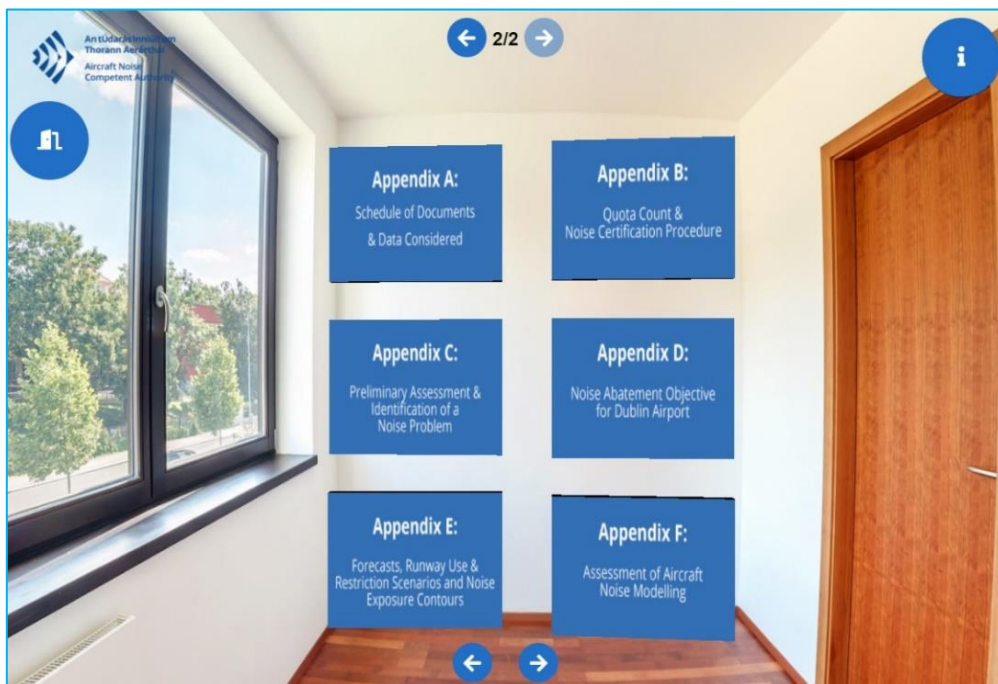 An tÚdarás Inniúil um
Thorann Aerárthaí
Aircraft Noise
Competent Authority
2/2
Appendix A:
Schedule of Documents
& Data Considered
Appendix B:
Quota Count &
Noise Certification Procedure
Appendix C:
Preliminary Assessment &
Identification of a
Noise Problem
Appendix D:
Noise Abatement Objective
for Dublin Airport
Appendix E:
Forecasts, Runway Use &
Restriction Scenarios and Noise
Exposure Contours
Appendix F:
Assessment of Aircraft
Noise Modelling